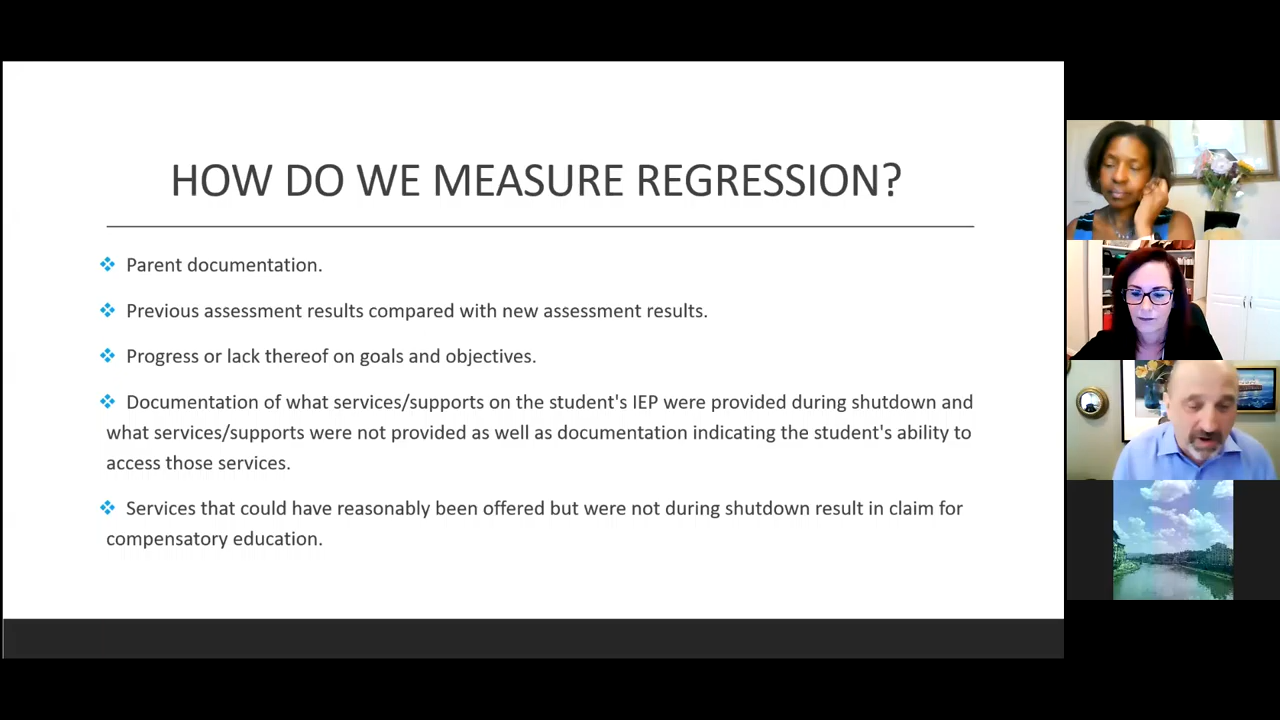 HOW DO WE MEASURE REGRESSION?
❖ Parent documentation.
❖ Previous assessment results compared with new assessment results.
❖ Progress or lack thereof on goals and objectives.
❖ Documentation of what services/supports on the student's IEP were provided during shutdown and
what services/supports were not provided as well as documentation indicating the student's ability to
access those services.
❖ Services that could have reasonably been offered but were not during shutdown result in claim for
compensatory education.